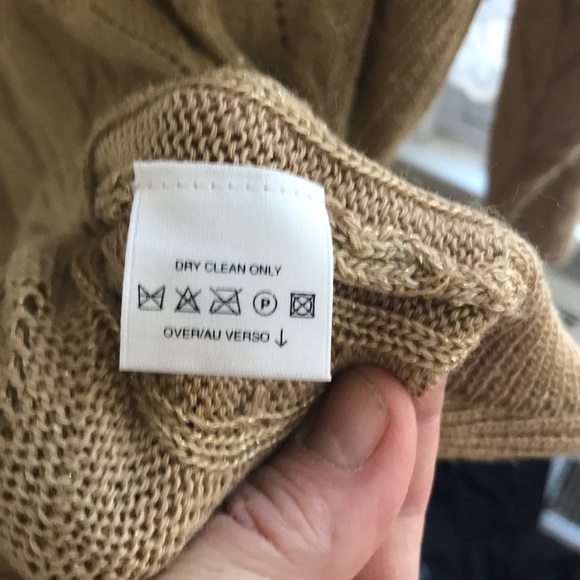 DRY CLEAN ONLY
P
OVER/AU VERSO ↓